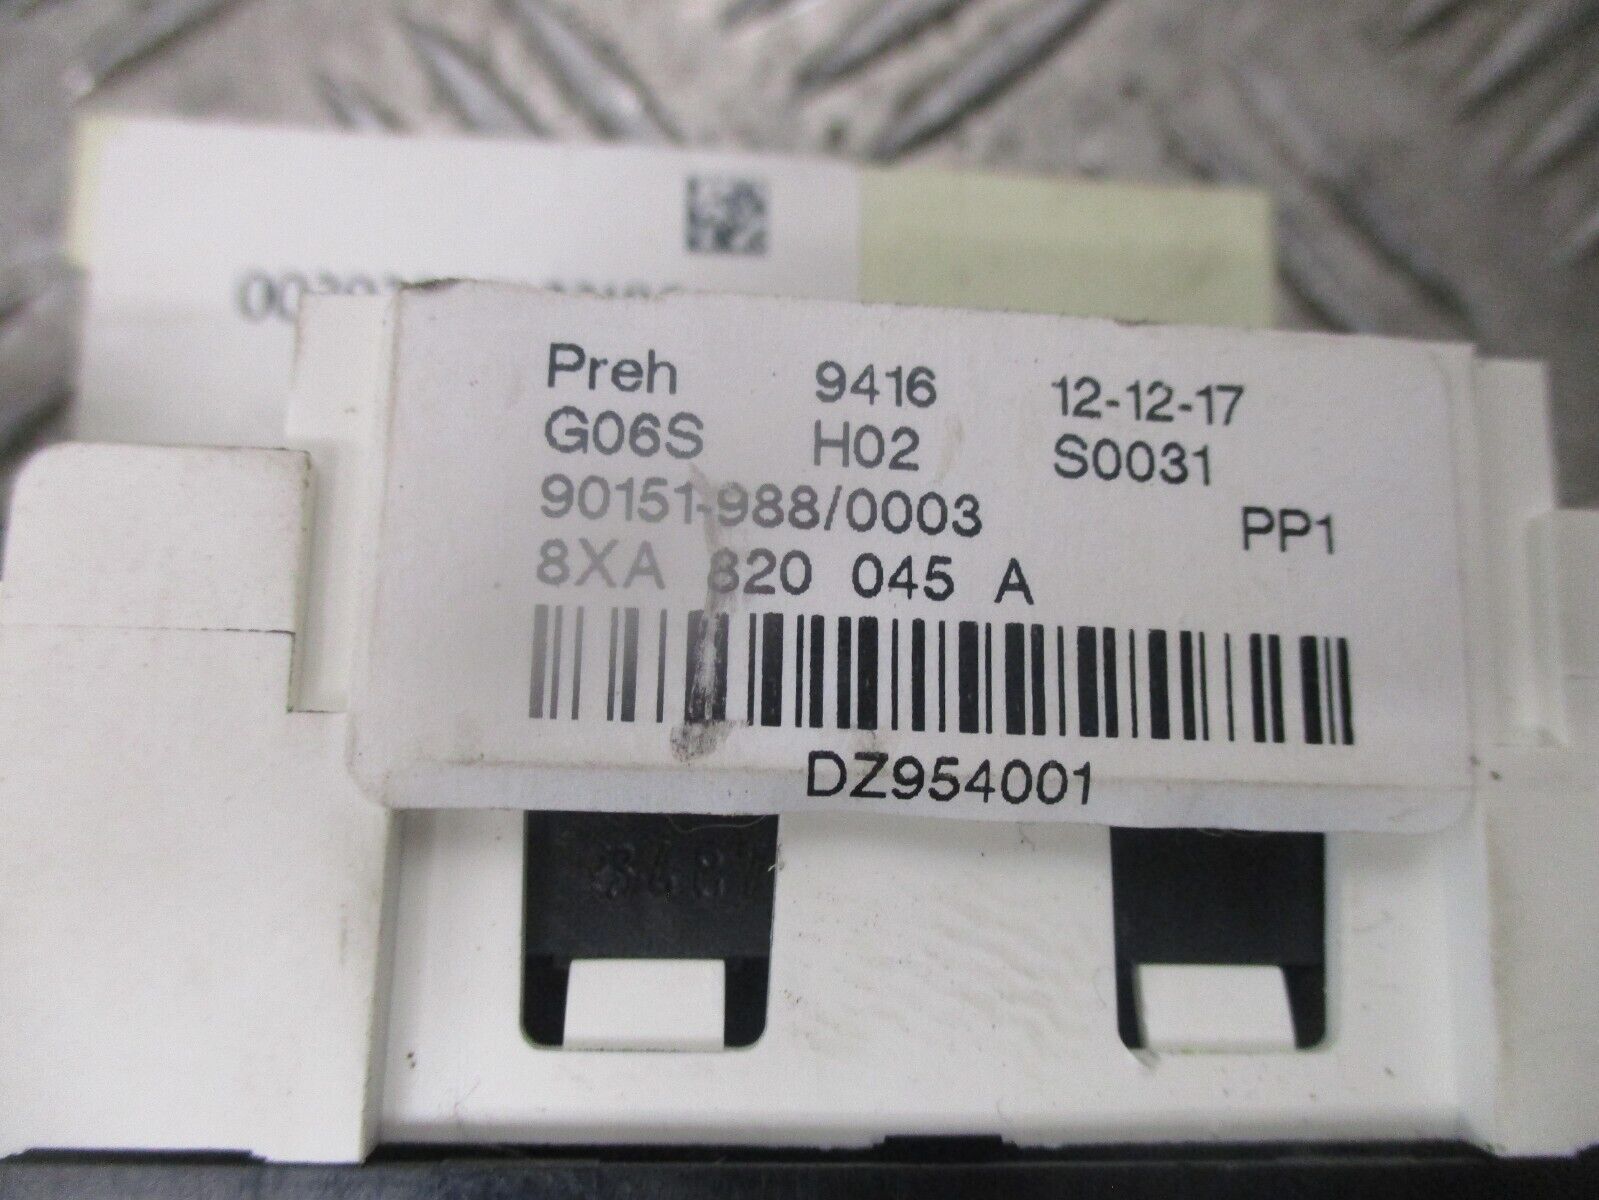 Preh 9416 12-12-17
G06S H02 S0031
90151-988/0003 PP1
8XA 820 045 A
DZ954001